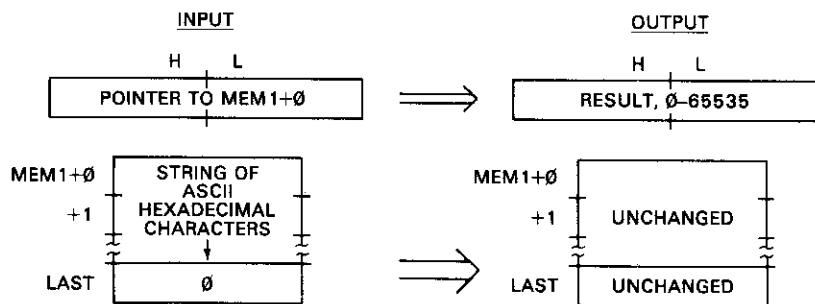 INPUT
OUTPUT
H L
H L
POINTER TO MEM1+Ø
RESULT, Ø–65535
MEM1+Ø
+1
LAST
STRING OF
ASCII
HEXADECIMAL
CHARACTERS
Ø
MEM1+Ø
+1
LAST
UNCHANGED
UNCHANGED